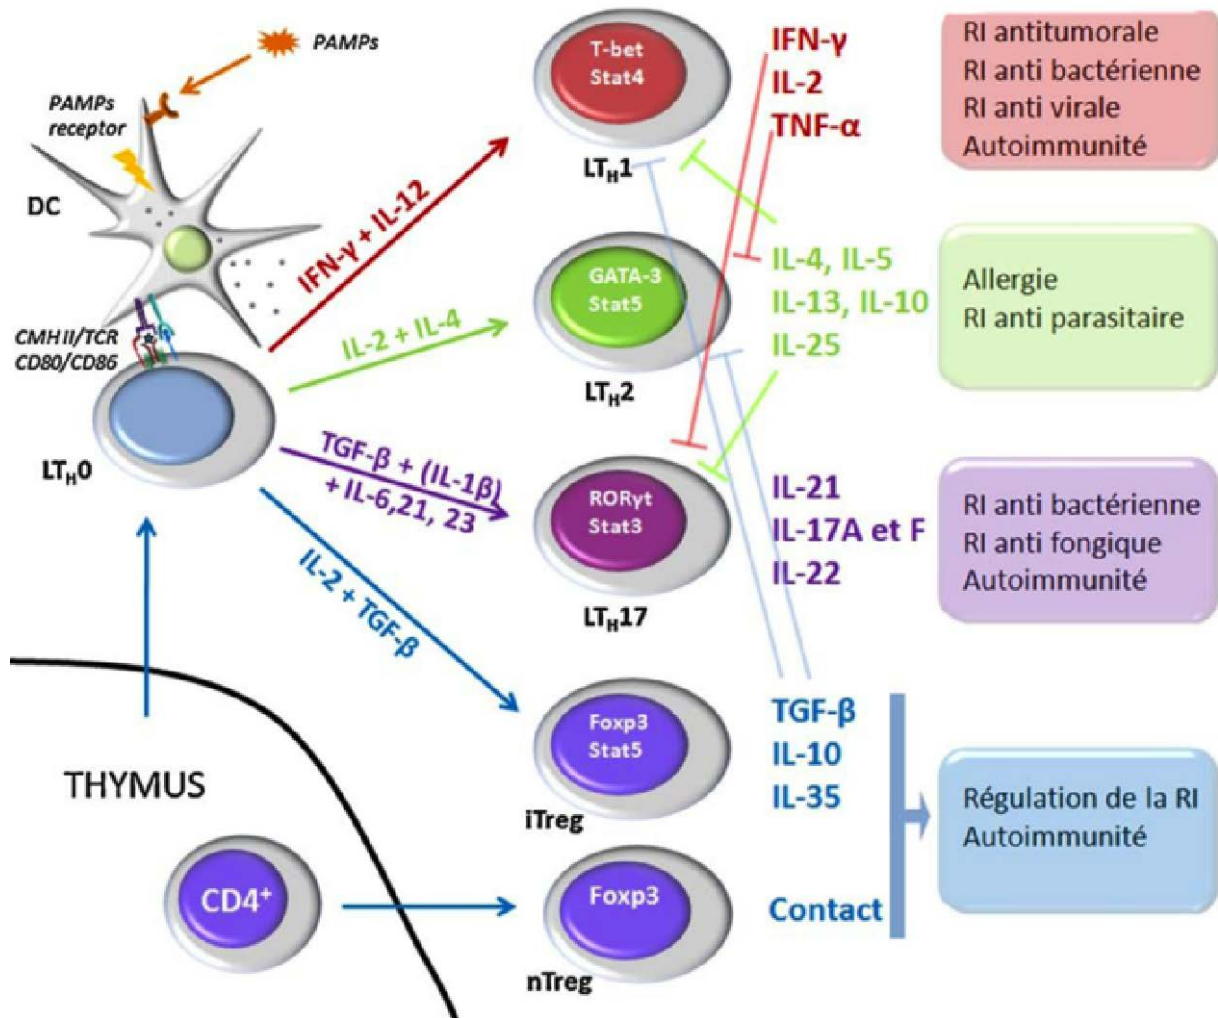 PAMPs
PAMPs
receptor
DC
CMH II/TCR
CD80/CD86
LTH0
THYMUS
CD4+
IFN-γ + IL-12
IL-2 + IL-4
TGF-β + (IL-1β)
+ IL-6,21, 23
IL-2 + TGF-β
T-bet
Stat4
LTH1
GATA-3
Stat5
LTH2
RORγt
Stat3
LTH17
Foxp3
Stat5
iTreg
Foxp3
nTreg
IFN-γ
IL-2
TNF-α
IL-4, IL-5
IL-13, IL-10
IL-25
IL-21
IL-17A et F
IL-22
TGF-β
IL-10
IL-35
Contact
RI antitumorale
RI anti bactérienne
RI anti virale
Autoimmunité
Allergie
RI anti parasitaire
RI anti bactérienne
RI anti fongique
Autoimmunité
Régulation de la RI
Autoimmunité